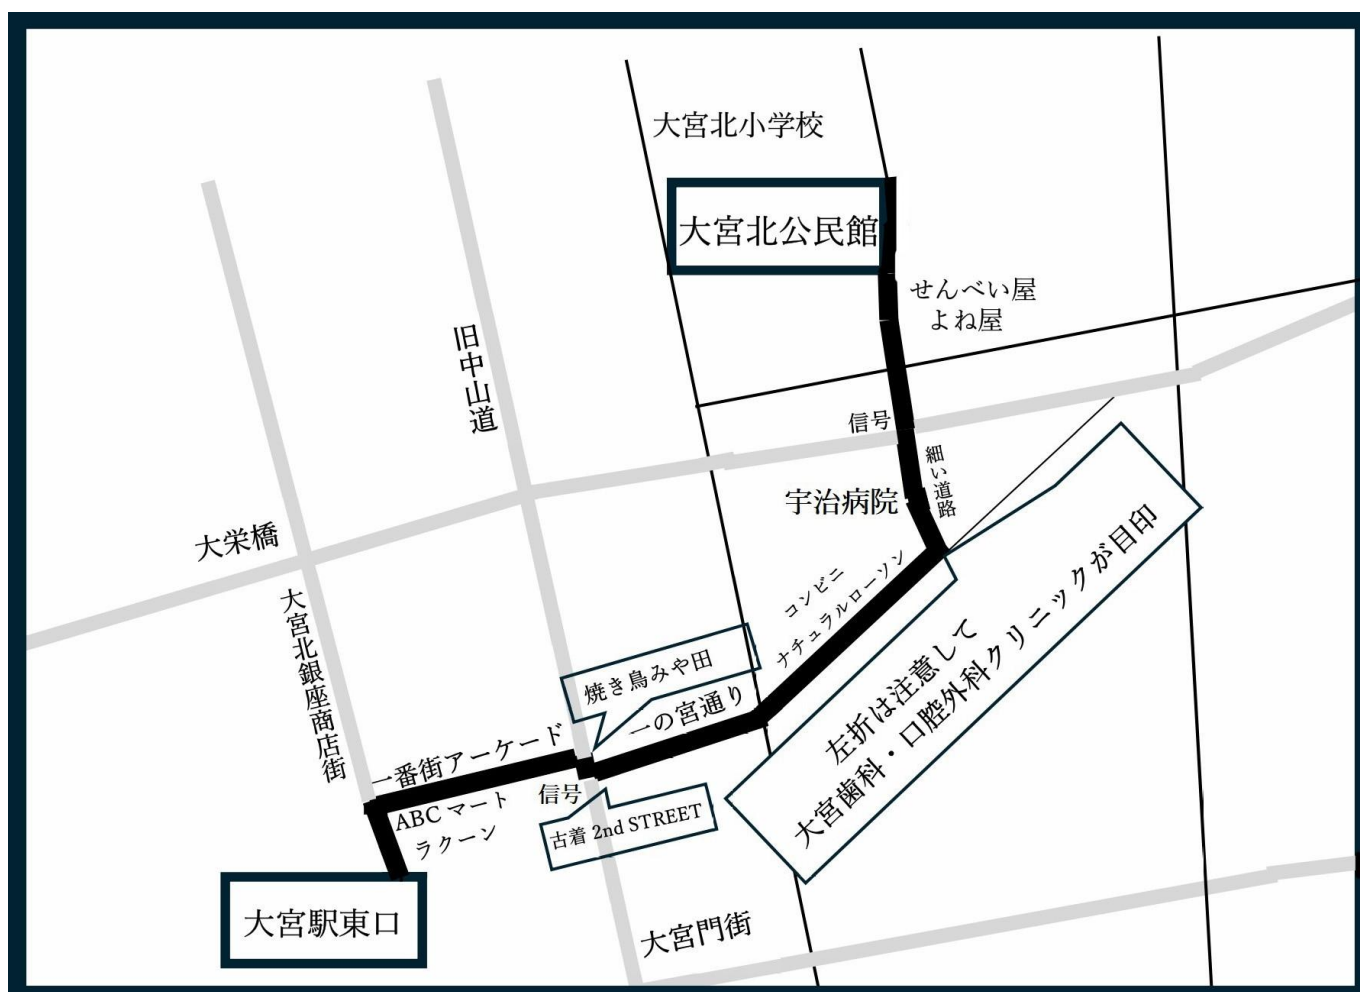 大宮北小学校
大宮北公民館
せんべい屋
よね屋
旧中山道
信号
細い道路
宇治病院
大栄橋
コンビニ
ナチュラルローソン
左折は注意して
大宮歯科・口腔外科クリニックが目印
大宮北銀座商店街
焼き鳥みや田
一の宮通り
一番街アーケード
ABCマート
ラクーン
信号
古着 2nd STREET
大宮駅東口
大宮門街